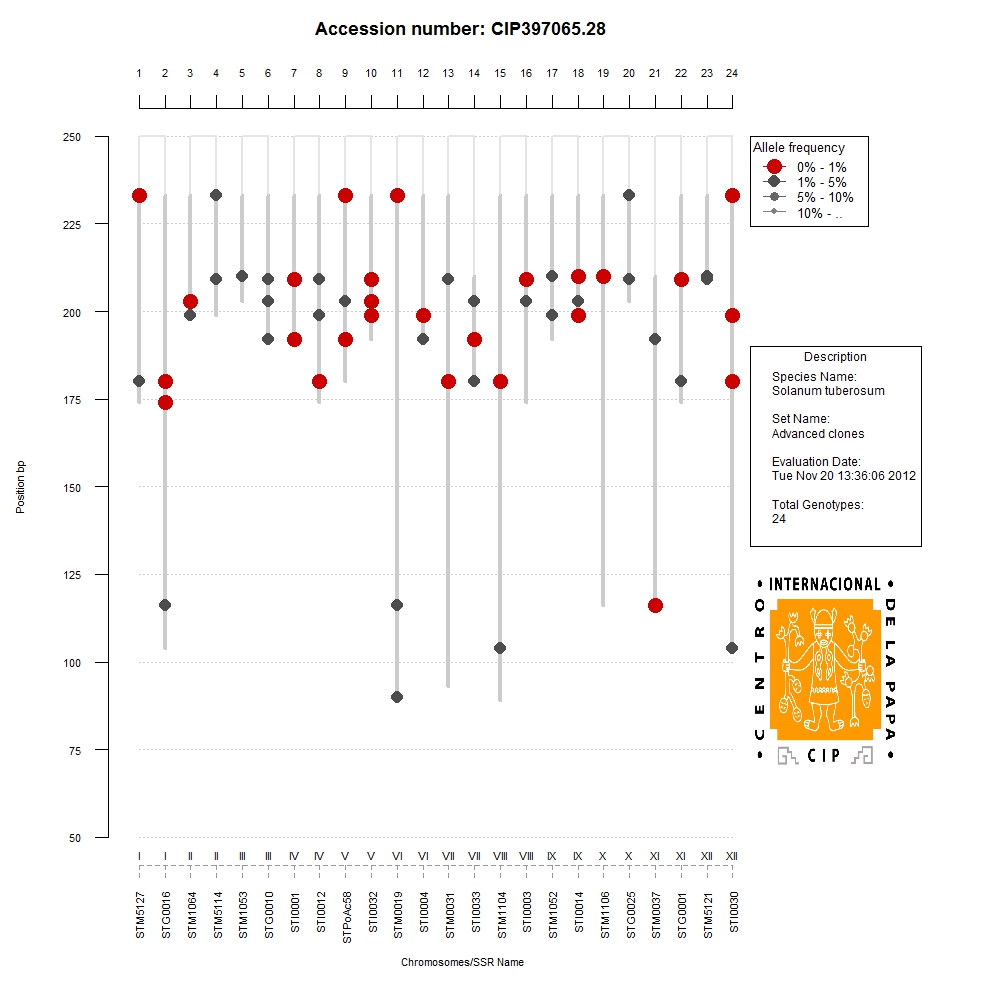 Accession number: CIP397065.28
1 2 3 4 5 6 7 8 9 10 11 12 13 14 15 16 17 18 19 20 21 22 23 24
250
225
200
175
150
125
100
75
50
Position bp
Allele frequency
0% - 1%
1% - 5%
5% - 10%
10% - ..
Description
Species Name:
Solanum tuberosum
Set Name:
Advanced clones
Evaluation Date:
Tue Nov 20 13:36:06 2012
Total Genotypes:
24
• INTERNACIONAL •
CENTRO
DE LA PAPA
• CIP •
I I II II III III IV IV V V VI VI VII VII VIII VIII IX IX X X XI XI XII XII
STM5127 STG0016 STM1064 STM5114 STM1053 STG0010 STI0001 STI0012 STPoAc58 STI0032 STM0019 STI0004 STM0031 STI0033 STM1104 STI0003 STM1052 STI0014 STM1106 STG0025 STM0037 STG0001 STM5121 STI0030
Chromosomes/SSR Name